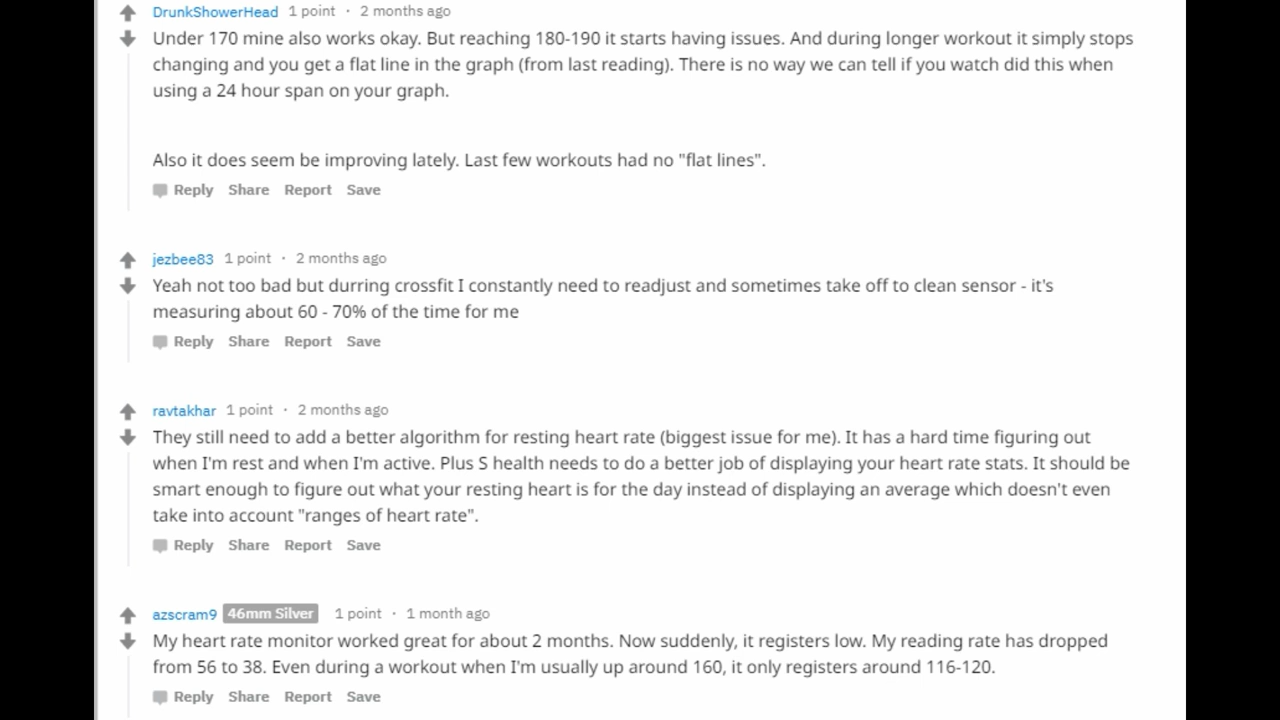 DrunkShowerHead 1 point · 2 months ago
Under 170 mine also works okay. But reaching 180-190 it starts having issues. And during longer workout it simply stops
changing and you get a flat line in the graph (from last reading). There is no way we can tell if you watch did this when
using a 24 hour span on your graph.
Also it does seem be improving lately. Last few workouts had no "flat lines".
Reply Share Report Save
jezbee83 1 point · 2 months ago
Yeah not too bad but durring crossfit I constantly need to readjust and sometimes take off to clean sensor - it's
measuring about 60 - 70% of the time for me
Reply Share Report Save
ravtakhar 1 point · 2 months ago
They still need to add a better algorithm for resting heart rate (biggest issue for me). It has a hard time figuring out
when I'm rest and when I'm active. Plus S health needs to do a better job of displaying your heart rate stats. It should be
smart enough to figure out what your resting heart is for the day instead of displaying an average which doesn't even
take into account "ranges of heart rate".
Reply Share Report Save
azscram9 46mm Silver 1 point · 1 month ago
My heart rate monitor worked great for about 2 months. Now suddenly, it registers low. My reading rate has dropped
from 56 to 38. Even during a workout when I'm usually up around 160, it only registers around 116-120.
Reply Share Report Save